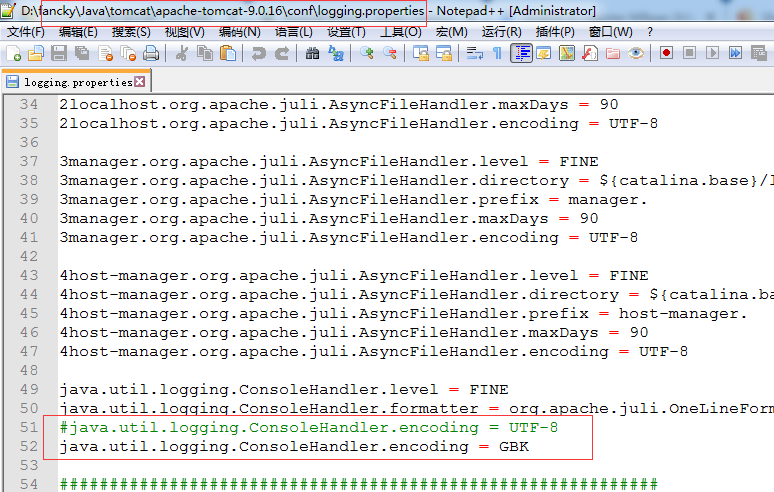 D:\fancky\Java\tomcat\apache-tomcat-9.0.16\conf\logging.properties - Notepad++ [Administrator]
文件(F) 编辑(E) 搜索(S) 视图(V) 编码(N) 语言(L) 设置(T) 工具(O) 宏(M) 运行(R) 插件(P) 窗口(W) ?
logging.properties
34 2localhost.org.apache.juli.AsyncFileHandler.maxDays = 90
35 2localhost.org.apache.juli.AsyncFileHandler.encoding = UTF-8
36
37 3manager.org.apache.juli.AsyncFileHandler.level = FINE
38 3manager.org.apache.juli.AsyncFileHandler.directory = ${catalina.base}/l
39 3manager.org.apache.juli.AsyncFileHandler.prefix = manager.
40 3manager.org.apache.juli.AsyncFileHandler.maxDays = 90
41 3manager.org.apache.juli.AsyncFileHandler.encoding = UTF-8
42
43 4host-manager.org.apache.juli.AsyncFileHandler.level = FINE
44 4host-manager.org.apache.juli.AsyncFileHandler.directory = ${catalina.ba
45 4host-manager.org.apache.juli.AsyncFileHandler.prefix = host-manager.
46 4host-manager.org.apache.juli.AsyncFileHandler.maxDays = 90
47 4host-manager.org.apache.juli.AsyncFileHandler.encoding = UTF-8
48
49 java.util.logging.ConsoleHandler.level = FINE
50 java.util.logging.ConsoleHandler.formatter = org.apache.juli.OneLineForm
51 #java.util.logging.ConsoleHandler.encoding = UTF-8
52 java.util.logging.ConsoleHandler.encoding = GBK
53
54 ############################################################